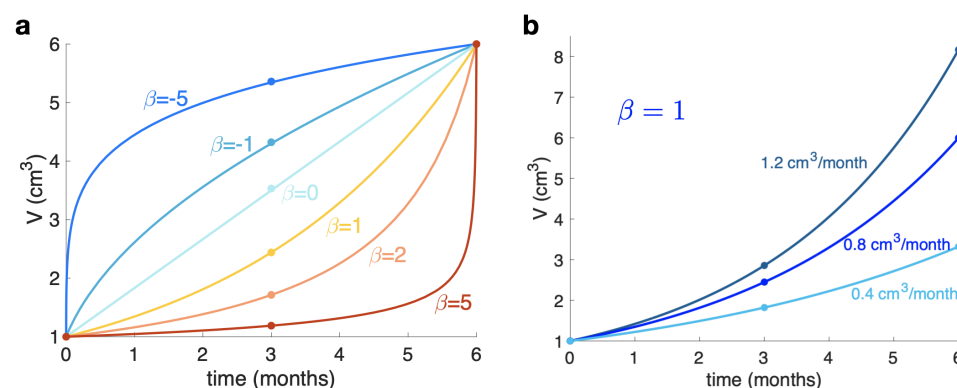 a
6
5
4
3
2
1
V (cm³)
β=-5
β=-1
β=0
β=1
β=2
β=5
0
1
2
3
4
5
6
time (months)
b
8
7
6
5
4
3
2
1
V (cm³)
β = 1
1.2 cm³/month
0.8 cm³/month
0.4 cm³/month
0
1
2
3
4
5
6
time (months)